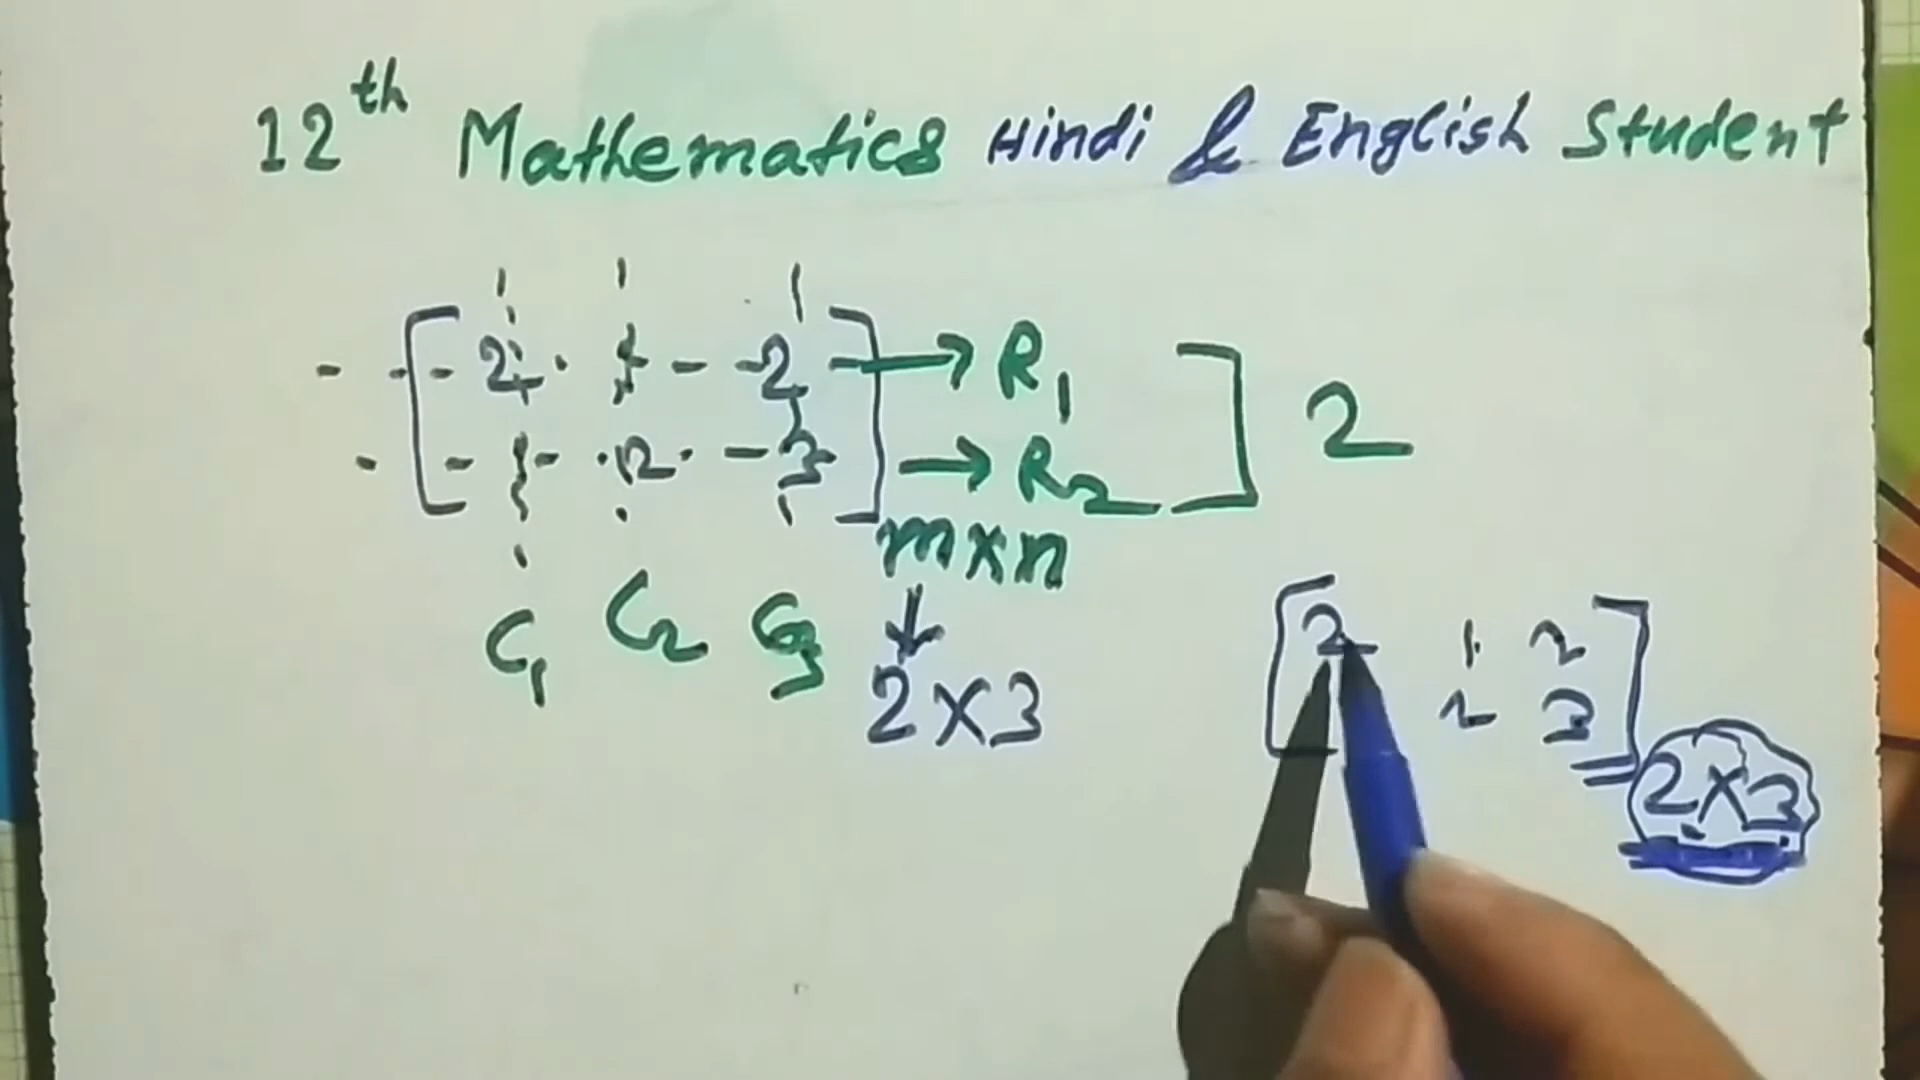 12th Mathematics Hindi & English Student
[ 2 1 2 ] → R1 ] 2
[ 1 2 3 ] → R2
m×n
C1 C2 C3 ↓
2×3
[ 2 1 2 ]
[ 2 3 ] 2×3